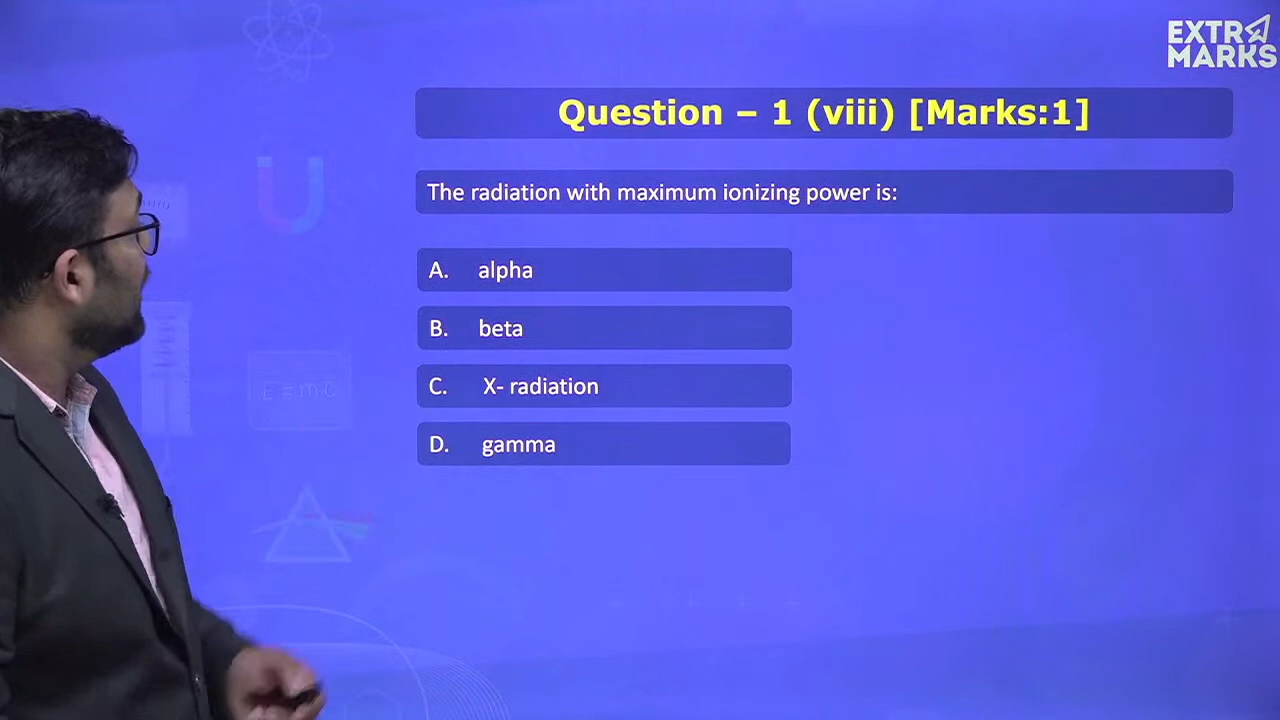 EXTRA
MARKS
Question – 1 (viii) [Marks:1]
The radiation with maximum ionizing power is:
A. alpha
B. beta
C. X- radiation
D. gamma
E = m c